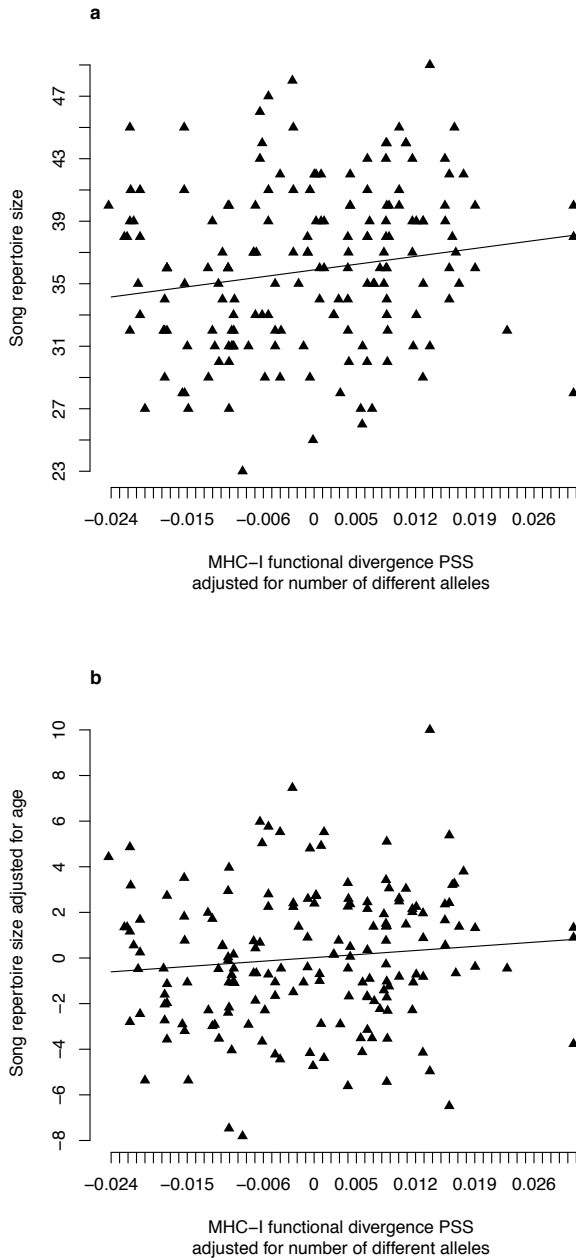 a
47
43
39
35
31
27
23
Song repertoire size
−0.024 −0.015 −0.006 0 0.005 0.012 0.019 0.026
MHC−I functional divergence PSS
adjusted for number of different alleles
b
10
8
6
4
2
0
−2
−4
−6
−8
Song repertoire size adjusted for age
−0.024 −0.015 −0.006 0 0.005 0.012 0.019 0.026
MHC−I functional divergence PSS
adjusted for number of different alleles